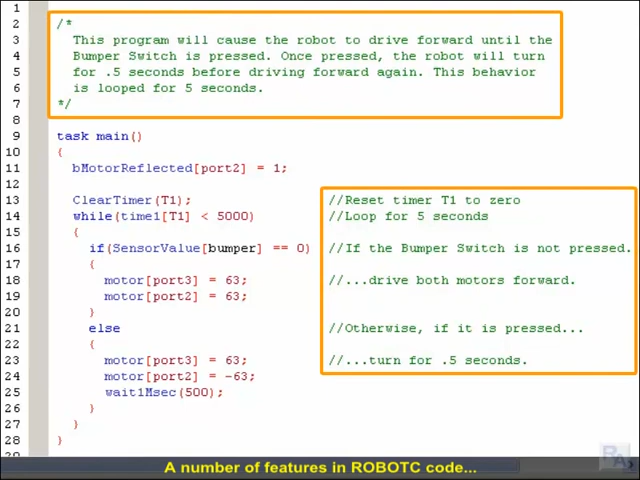 1
2 /*
3 This program will cause the robot to drive forward until the
4 Bumper Switch is pressed. Once pressed, the robot will turn
5 for .5 seconds before driving forward again. This behavior
6 is looped for 5 seconds.
7 */
8
9 task main()
10 {
11 bMotorReflected[port2] = 1;
12
13 ClearTimer(T1); //Reset timer T1 to zero
14 while(time1[T1] < 5000) //Loop for 5 seconds
15 {
16 if(SensorValue[bumper] == 0) //If the Bumper Switch is not pressed.
17 {
18 motor[port3] = 63; //...drive both motors forward.
19 motor[port2] = 63;
20 }
21 else //Otherwise, if it is pressed...
22 {
23 motor[port3] = 63; //...turn for .5 seconds.
24 motor[port2] = -63;
25 wait1Msec(500);
26 }
27 }
28 }
A number of features in ROBOTC code...
RA